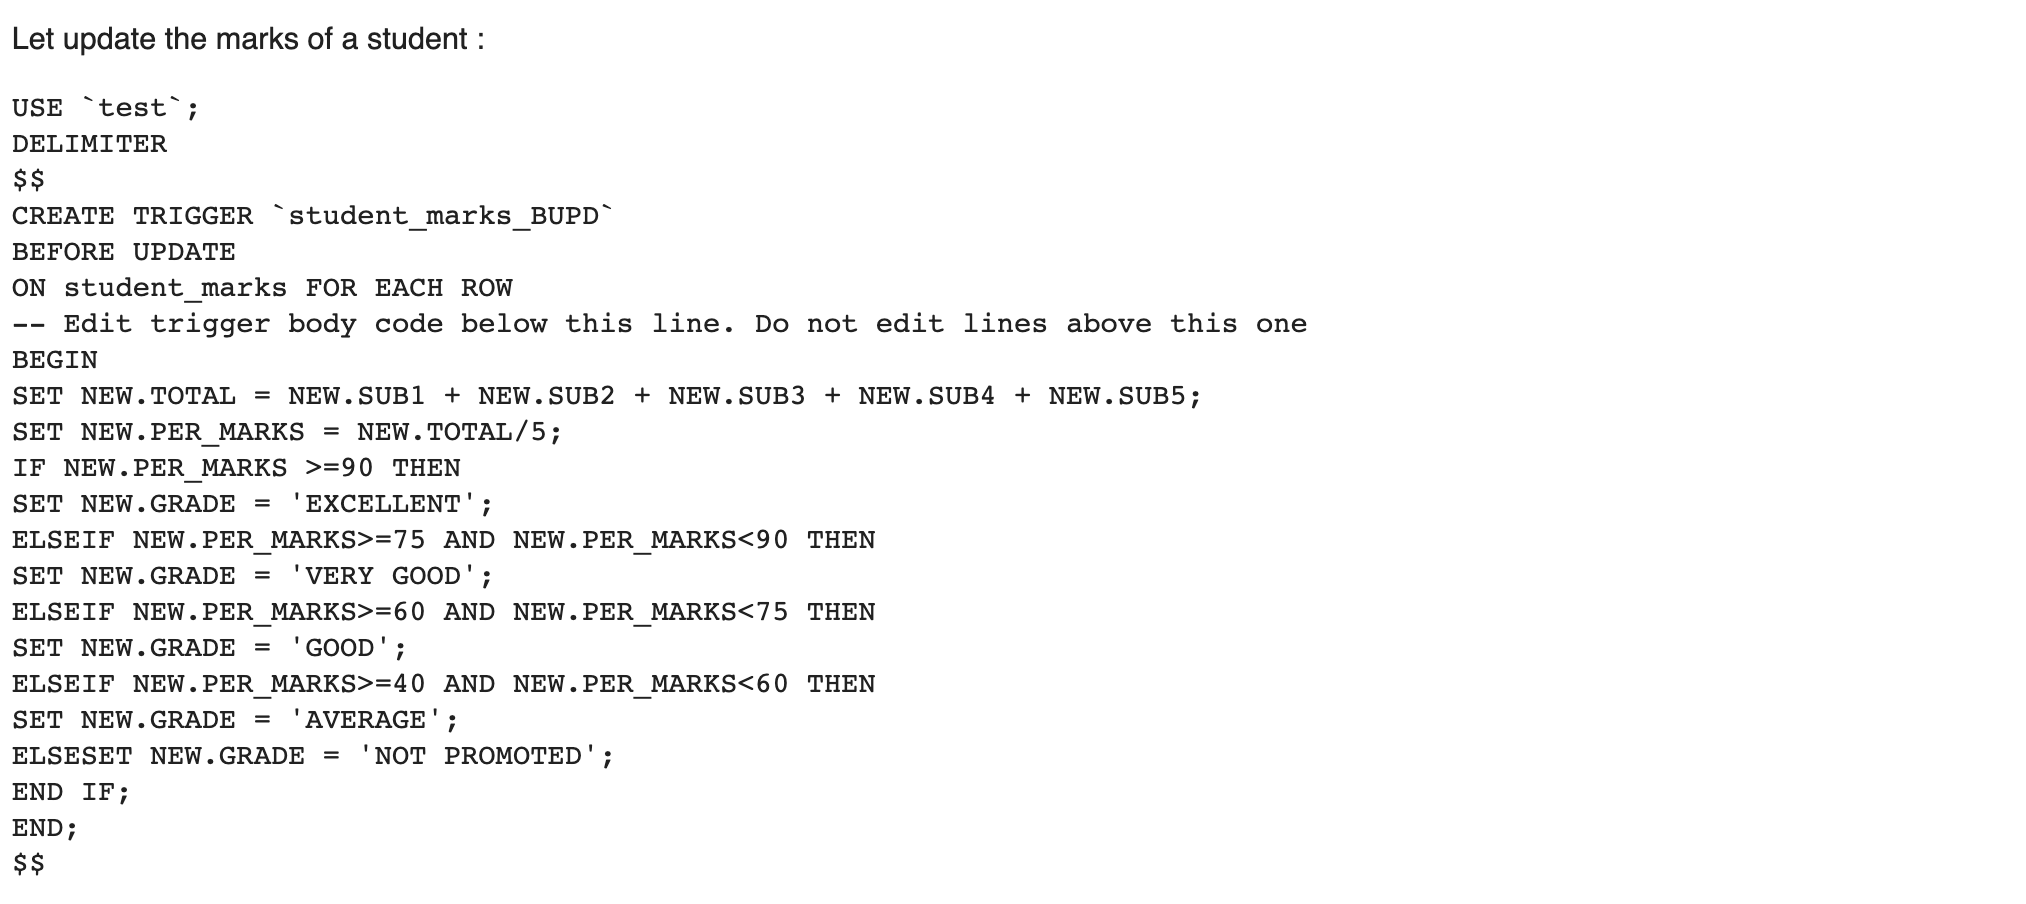 Let update the marks of a student :
USE `test`;
DELIMITER
$$
CREATE TRIGGER `student_marks_BUPD`
BEFORE UPDATE
ON student_marks FOR EACH ROW
-- Edit trigger body code below this line. Do not edit lines above this one
BEGIN
SET NEW.TOTAL = NEW.SUB1 + NEW.SUB2 + NEW.SUB3 + NEW.SUB4 + NEW.SUB5;
SET NEW.PER_MARKS = NEW.TOTAL/5;
IF NEW.PER_MARKS >=90 THEN
SET NEW.GRADE = 'EXCELLENT';
ELSEIF NEW.PER_MARKS>=75 AND NEW.PER_MARKS<90 THEN
SET NEW.GRADE = 'VERY GOOD';
ELSEIF NEW.PER_MARKS>=60 AND NEW.PER_MARKS<75 THEN
SET NEW.GRADE = 'GOOD';
ELSEIF NEW.PER_MARKS>=40 AND NEW.PER_MARKS<60 THEN
SET NEW.GRADE = 'AVERAGE';
ELSESET NEW.GRADE = 'NOT PROMOTED';
END IF;
END;
$$